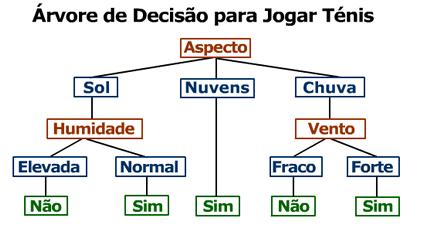 Árvore de Decisão para Jogar Ténis
Aspecto
Sol Nuvens Chuva
Humidade Vento
Elevada Normal Fraco Forte
Não Sim Sim Não Sim